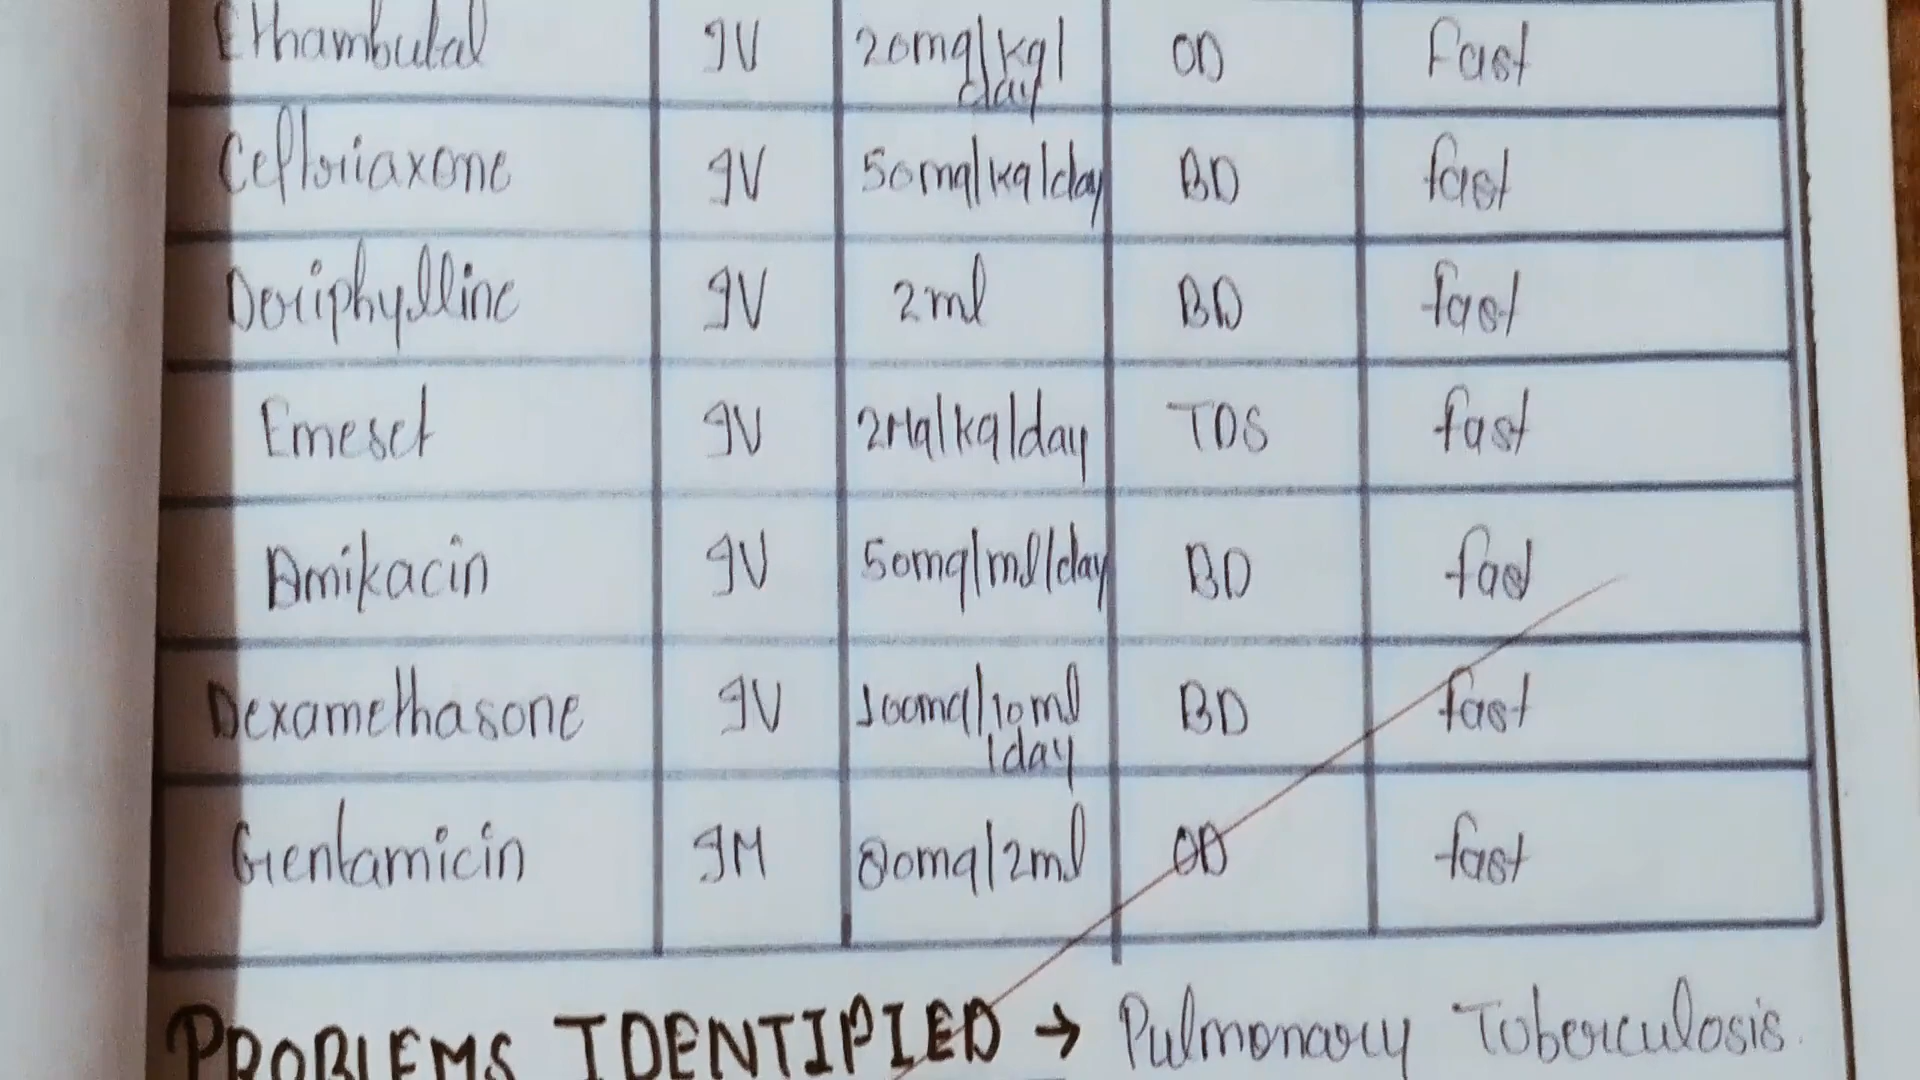 Ethambutal IV 20mg/kg/ OD Fast
day
Ceftriaxone IV 50mg/kg/day BD fast
Deriphylline IV 2ml BD fast
Emeset IV 2Mg/kg/day TDS fast
Amikacin IV 50mg/ml/day BD fast
Dexamethasone IV 100mg/10ml BD fast
/day
Gentamicin IM 80mg/2ml OD fast
PROBLEMS IDENTIFIED → Pulmonary Tuberculosis.